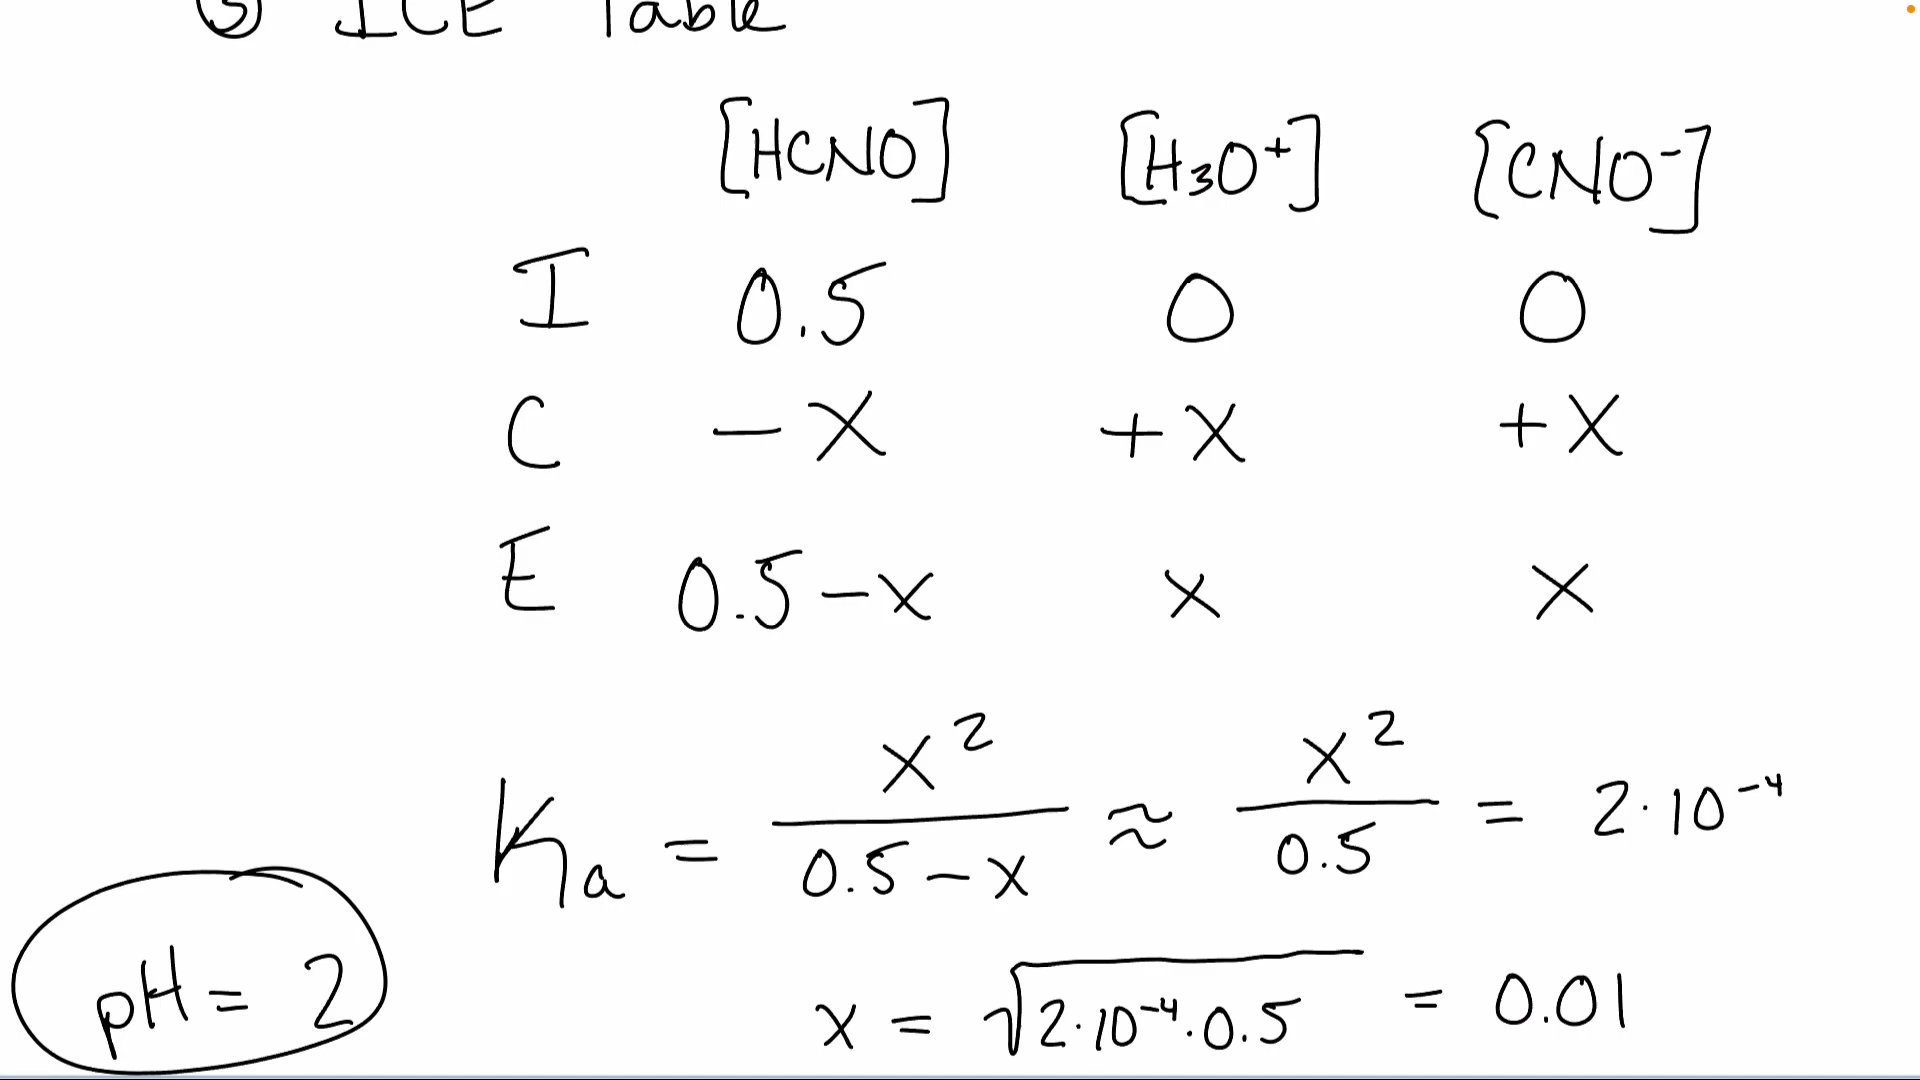 ③ ICE Table
[HCNO] [H₃O⁺] [CNO⁻]
I 0.5 0 0
C -x +x +x
E 0.5-x x x
Kₐ = x²/0.5-x ≈ x²/0.5 = 2·10⁻⁴
x = √2·10⁻⁴·0.5 = 0.01
pH = 2